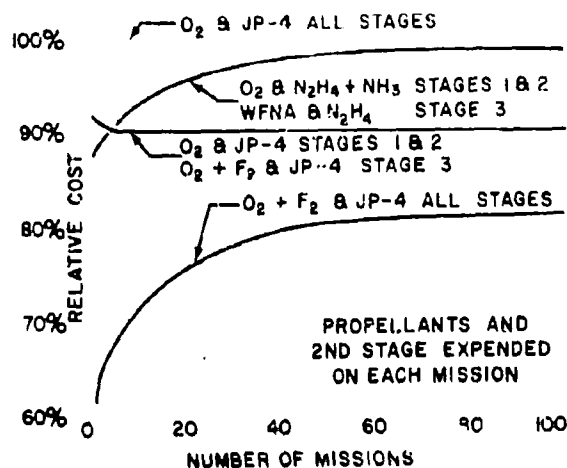 100%
O₂ & JP-4 ALL STAGES
O₂ & N₂H₄ + NH₃ STAGES 1 & 2
WFNA & N₂H₄ STAGE 3
90%
O₂ & JP-4 STAGES 1 & 2
O₂ + F₂ & JP-4 STAGE 3
RELATIVE COST
80%
O₂ + F₂ & JP-4 ALL STAGES
70%
PROPELLANTS AND
2ND STAGE EXPENDED
ON EACH MISSION
60%
0 20 40 60 80 100
NUMBER OF MISSIONS